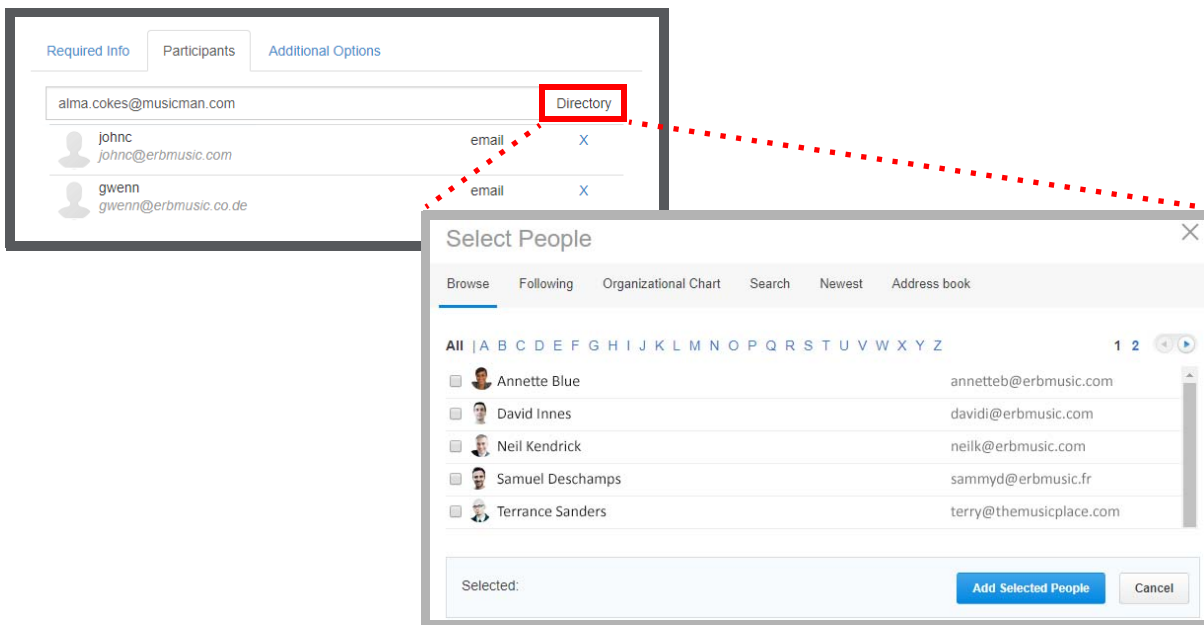 Required Info Participants Additional Options
alma.cokes@musicman.com Directory
johnc email X
johnc@erbmusic.com
gwenn email X
gwenn@erbmusic.co.de
Select People
Browse Following Organizational Chart Search Newest Address book
All | A B C D E F G H I J K L M N O P Q R S T U V W X Y Z 1 2
Annette Blue annetteb@erbmusic.com
David Innes davidi@erbmusic.com
Neil Kendrick neilk@erbmusic.com
Samuel Deschamps sammyd@erbmusic.fr
Terrance Sanders terry@themusicplace.com
Selected: Add Selected People Cancel